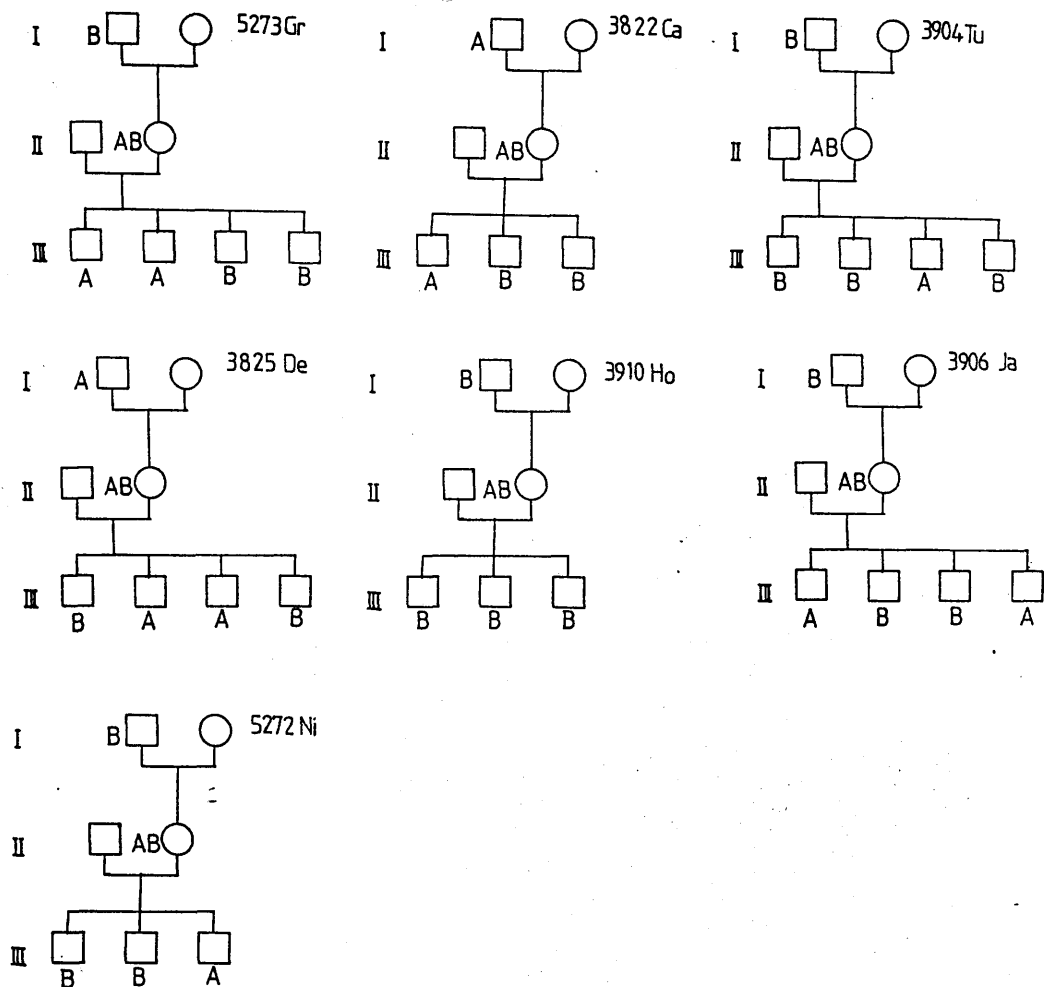 I B 5273 Gr
II AB
III
A A B B
I A 3822 Ca
II AB
III
A B B
I B 3904 Tu
II AB
III
B B A B
I A 3825 De
II AB
III
B A A B
I B 3910 Ho
II AB
III
B B B
I B 3906 Ja
II AB
III
A B B A
I B 5272 Ni
II AB
III
B B A